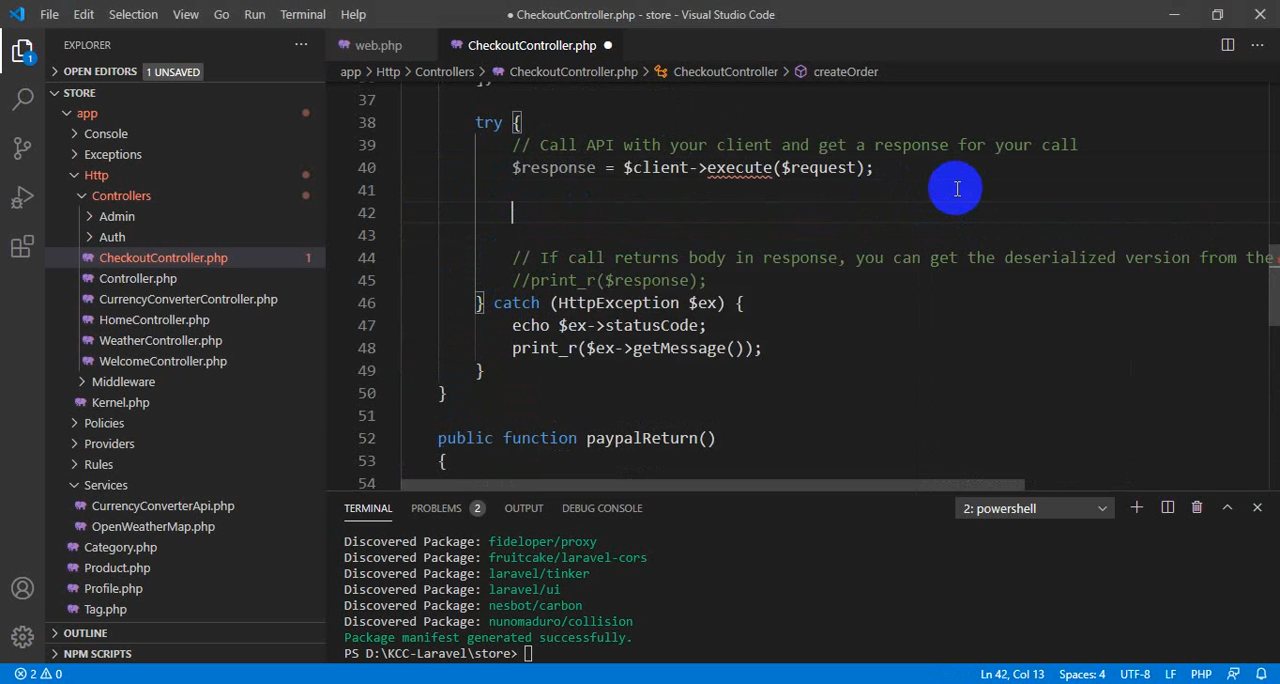 File Edit Selection View Go Run Terminal Help
● CheckoutController.php - store - Visual Studio Code
EXPLORER
web.php
CheckoutController.php
1
OPEN EDITORS 1 UNSAVED
app > Http > Controllers > CheckoutController.php > CheckoutController > createOrder
STORE
app
Console
Exceptions
Http
Controllers
Admin
Auth
CheckoutController.php 1
Controller.php
CurrencyConverterController.php
HomeController.php
WeatherController.php
WelcomeController.php
Middleware
Kernel.php
Policies
Providers
Rules
Services
CurrencyConverterApi.php
OpenWeatherMap.php
Category.php
Product.php
Profile.php
Tag.php
OUTLINE
NPM SCRIPTS
37
38 try {
39 // Call API with your client and get a response for your call
40 $response = $client->execute($request);
41
42
43
44 // If call returns body in response, you can get the deserialized version from the
45 //print_r($response);
46 } catch (HttpException $ex) {
47 echo $ex->statusCode;
48 print_r($ex->getMessage());
49 }
50 }
51
52 public function paypalReturn()
53 {
54
TERMINAL PROBLEMS 2 OUTPUT DEBUG CONSOLE
2: powershell
Discovered Package: fideloper/proxy
Discovered Package: fruitcake/laravel-cors
Discovered Package: laravel/tinker
Discovered Package: laravel/ui
Discovered Package: nesbot/carbon
Discovered Package: nunomaduro/collision
Package manifest generated successfully.
PS D:\KCC-Laravel\store>
2 0
Ln 42, Col 13 Spaces: 4 UTF-8 LF PHP